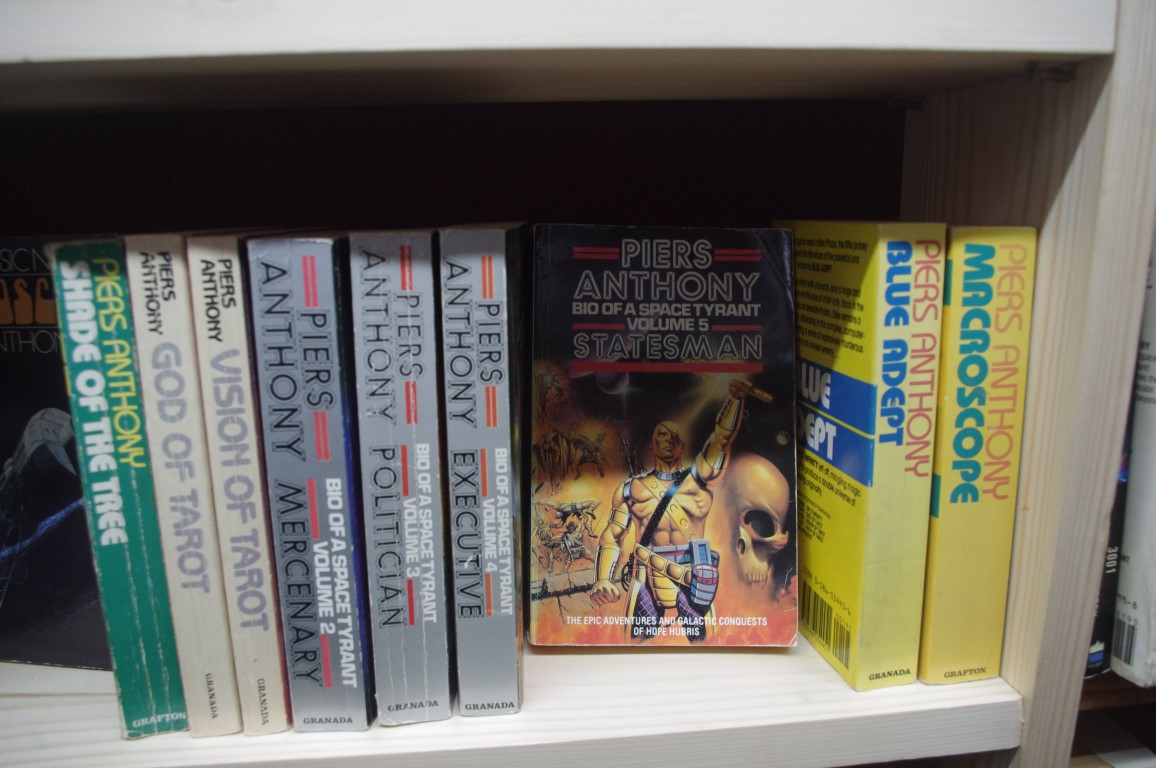 PIERS ANTHONY
SHADE OF THE TREE
GRAFTON
PIERS
ANTHONY
GOD OF TAROT
GRANADA
PIERS
ANTHONY
VISION OF TAROT
GRANADA
PIERS
ANTHONY MERCENARY
BIO OF A SPACE TYRANT
VOLUME 2
GRANADA
PIERS
ANTHONY POLITICIAN
BIO OF A SPACE TYRANT
VOLUME 3
GRANADA
PIERS
ANTHONY EXECUTIVE
BIO OF A SPACE TYRANT
VOLUME 4
GRANADA
PIERS
ANTHONY
BIO OF A SPACE TYRANT
VOLUME 5
STATESMAN
THE EPIC ADVENTURES AND GALACTIC CONQUESTS
OF HOPE HUBRIS
BLUE ADEPT
LUE
DEPT
PIERS ANTHONY
BLUE ADEPT
GRANADA
PIERS ANTHONY
MACROSCOPE
GRAFTON
3001